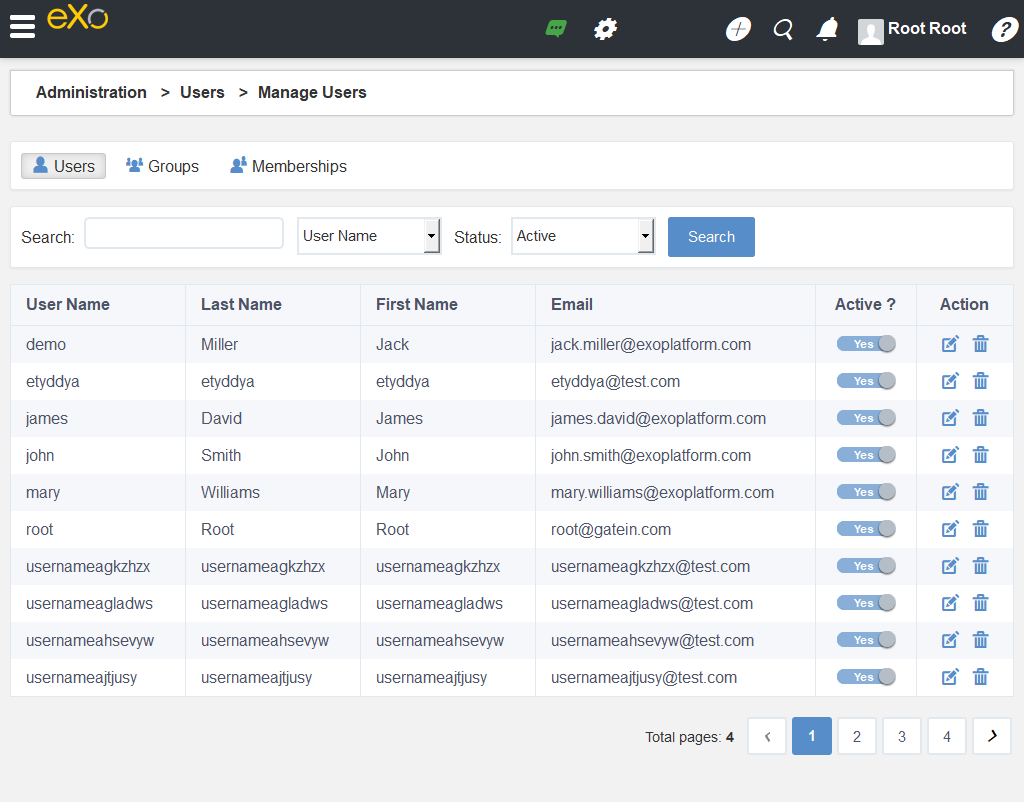 eXo
Root Root
?
Administration > Users > Manage Users
Users Groups Memberships
Search: User Name Status: Active Search
User Name Last Name First Name Email Active ? Action
demo Miller Jack jack.miller@exoplatform.com Yes
etyddya etyddya etyddya etyddya@test.com Yes
james David James james.david@exoplatform.com Yes
john Smith John john.smith@exoplatform.com Yes
mary Williams Mary mary.williams@exoplatform.com Yes
root Root Root root@gatein.com Yes
usernameagkzhzx usernameagkzhzx usernameagkzhzx usernameagkzhzx@test.com Yes
usernameagladws usernameagladws usernameagladws usernameagladws@test.com Yes
usernameahsevyw usernameahsevyw usernameahsevyw usernameahsevyw@test.com Yes
usernameajtjusy usernameajtjusy usernameajtjusy usernameajtjusy@test.com Yes
Total pages: 4 ‹ 1 2 3 4 ›